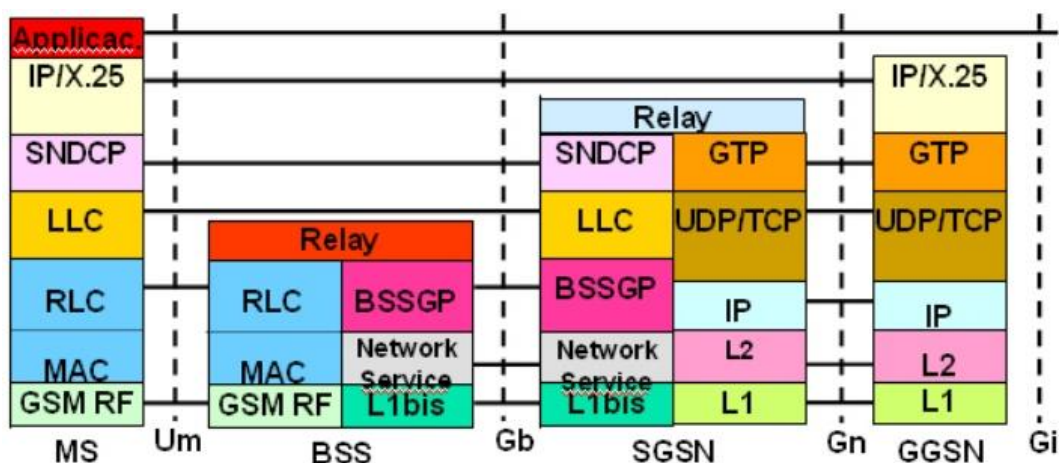 Applicac.
IP/X.25 IP/X.25
Relay
SNDCP SNDCP GTP GTP
LLC LLC UDP/TCP UDP/TCP
Relay
RLC RLC BSSGP BSSGP IP IP
MAC MAC Network Service Network Service L2 L2
GSM RF GSM RF L1bis L1bis L1 L1
MS Um BSS Gb SGSN Gn GGSN Gi